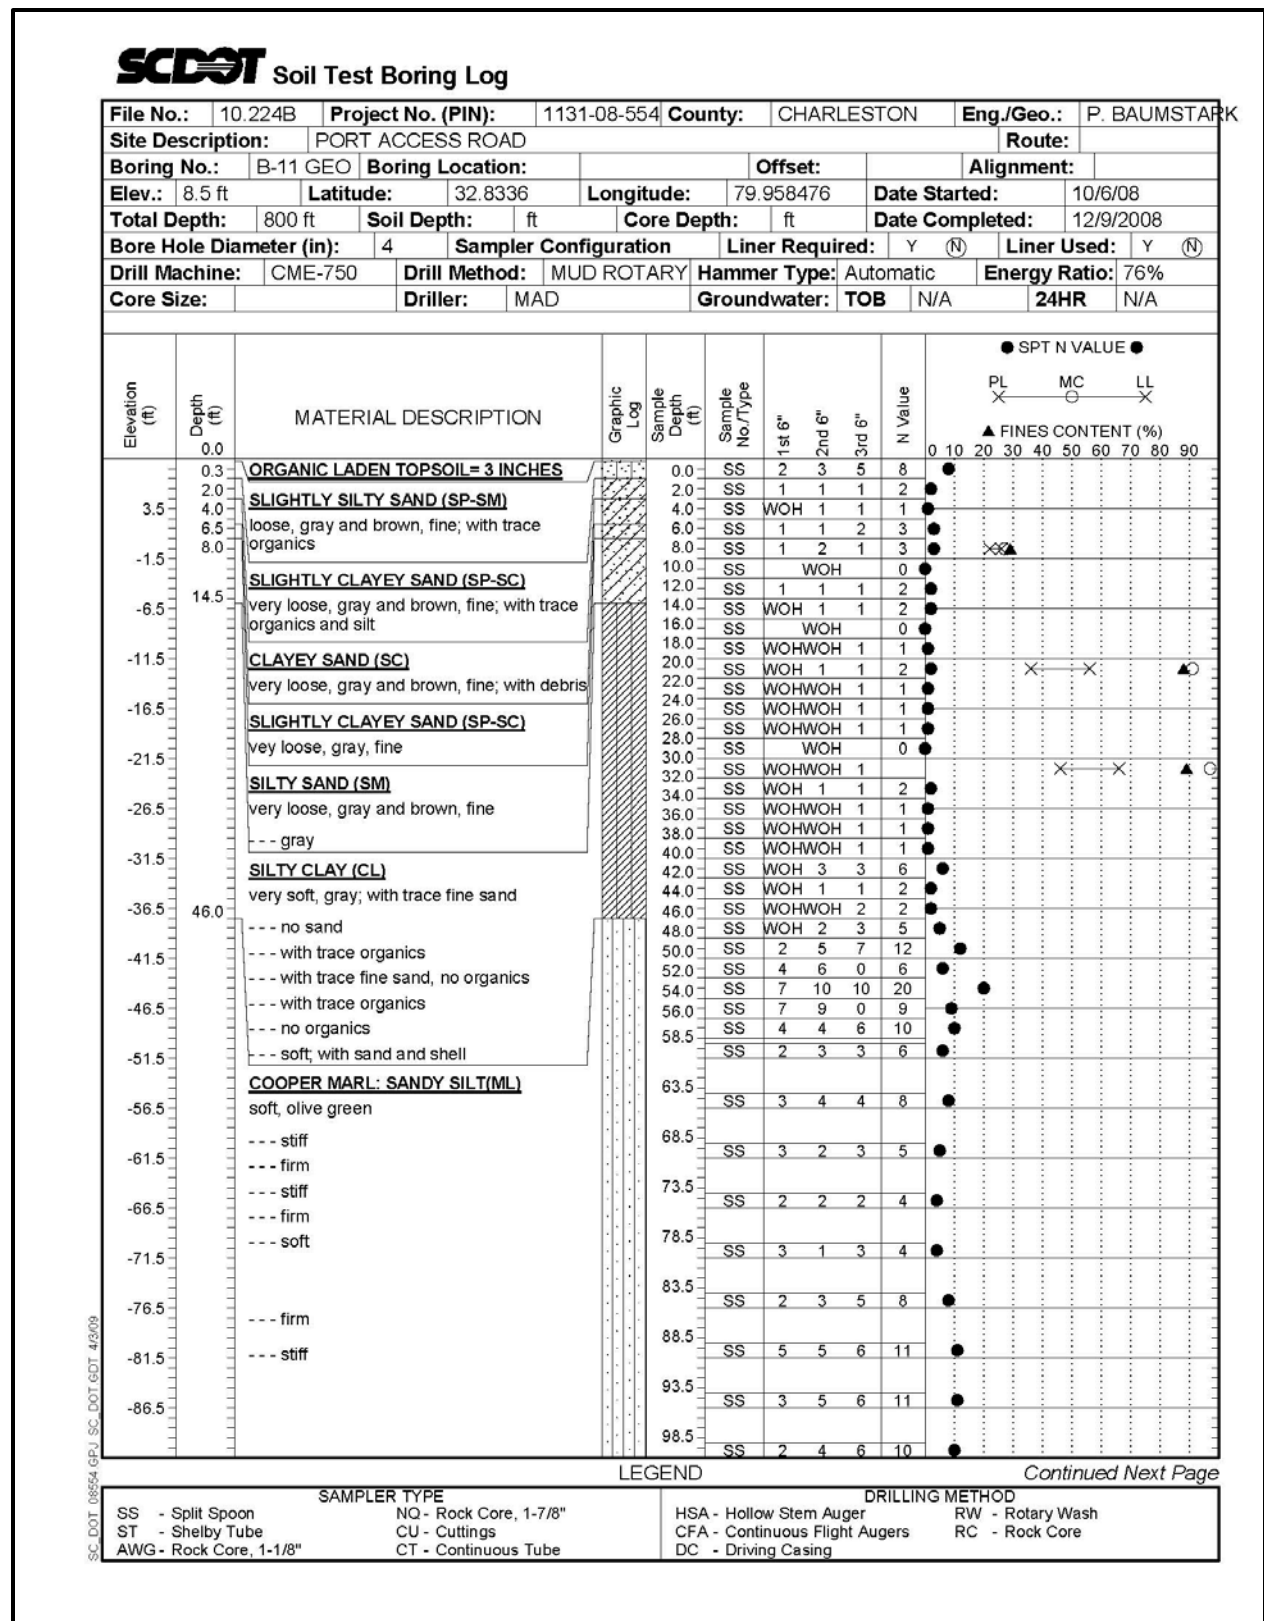 SCDOT Soil Test Boring Log
File No.: 10.224B Project No. (PIN): 1131-08-554 County: CHARLESTON Eng./Geo.: P. BAUMSTARK
Site Description: PORT ACCESS ROAD Route:
Boring No.: B-11 GEO Boring Location: Offset: Alignment:
Elev.: 8.5 ft Latitude: 32.8336 Longitude: 79.958476 Date Started: 10/6/08
Total Depth: 800 ft Soil Depth: ft Core Depth: ft Date Completed: 12/9/2008
Bore Hole Diameter (in): 4 Sampler Configuration Liner Required: Y N Liner Used: Y N
Drill Machine: CME-750 Drill Method: MUD ROTARY Hammer Type: Automatic Energy Ratio: 76%
Core Size: Driller: MAD Groundwater: TOB N/A 24HR N/A
Elevation (ft)
Depth (ft)
0.0
MATERIAL DESCRIPTION
Graphic Log
Sample Depth (ft)
Sample No./Type
1st 6"
2nd 6"
3rd 6"
N Value
SPT N VALUE
PL MC LL
FINES CONTENT (%)
0 10 20 30 40 50 60 70 80 90
3.5
-1.5
-6.5
-11.5
-16.5
-21.5
-26.5
-31.5
-36.5
-41.5
-46.5
-51.5
-56.5
-61.5
-66.5
-71.5
-76.5
-81.5
-86.5
0.3
2.0
4.0
6.5
8.0
14.5
46.0
ORGANIC LADEN TOPSOIL= 3 INCHES
SLIGHTLY SILTY SAND (SP-SM)
loose, gray and brown, fine; with trace
organics
SLIGHTLY CLAYEY SAND (SP-SC)
very loose, gray and brown, fine; with trace
organics and silt
CLAYEY SAND (SC)
very loose, gray and brown, fine; with debris
SLIGHTLY CLAYEY SAND (SP-SC)
vey loose, gray, fine
SILTY SAND (SM)
very loose, gray and brown, fine
--- gray
SILTY CLAY (CL)
very soft, gray; with trace fine sand
--- no sand
--- with trace organics
--- with trace fine sand, no organics
--- with trace organics
--- no organics
--- soft; with sand and shell
COOPER MARL: SANDY SILT(ML)
soft, olive green
--- stiff
--- firm
--- stiff
--- firm
--- soft
--- firm
--- stiff
0.0 SS 2 3 5 8
2.0 SS 1 1 1 2
4.0 SS WOH 1 1 1
6.0 SS 1 1 2 3
8.0 SS 1 2 1 3
10.0 SS WOH 0
12.0 SS 1 1 1 2
14.0 SS WOH 1 1 2
16.0 SS WOH 0
18.0 SS WOHWOH 1 1
20.0 SS WOH 1 1 2
22.0 SS WOHWOH 1 1
24.0 SS WOHWOH 1 1
26.0 SS WOHWOH 1 1
28.0 SS WOH 0
30.0 SS WOHWOH 1
32.0 SS WOH 1 1 2
34.0 SS WOHWOH 1 1
36.0 SS WOHWOH 1 1
38.0 SS WOHWOH 1 1
40.0 SS WOH 3 3 6
42.0 SS WOH 1 1 2
44.0 SS WOHWOH 2 2
46.0 SS WOH 2 3 5
48.0 SS 2 5 7 12
50.0 SS 4 6 0 6
52.0 SS 7 10 10 20
54.0 SS 7 9 0 9
56.0 SS 4 4 6 10
58.5 SS 2 3 3 6
63.5 SS 3 4 4 8
68.5 SS 3 2 3 5
73.5 SS 2 2 2 4
78.5 SS 3 1 3 4
83.5 SS 2 3 5 8
88.5 SS 5 5 6 11
93.5 SS 3 5 6 11
98.5 SS 2 4 6 10
SC_DOT 08554.GPJ SC_DOT.GDT 4/3/09
LEGEND Continued Next Page
SAMPLER TYPE DRILLING METHOD
SS - Split Spoon NQ - Rock Core, 1-7/8" HSA - Hollow Stem Auger RW - Rotary Wash
ST - Shelby Tube CU - Cuttings CFA - Continuous Flight Augers RC - Rock Core
AWG - Rock Core, 1-1/8" CT - Continuous Tube DC - Driving Casing